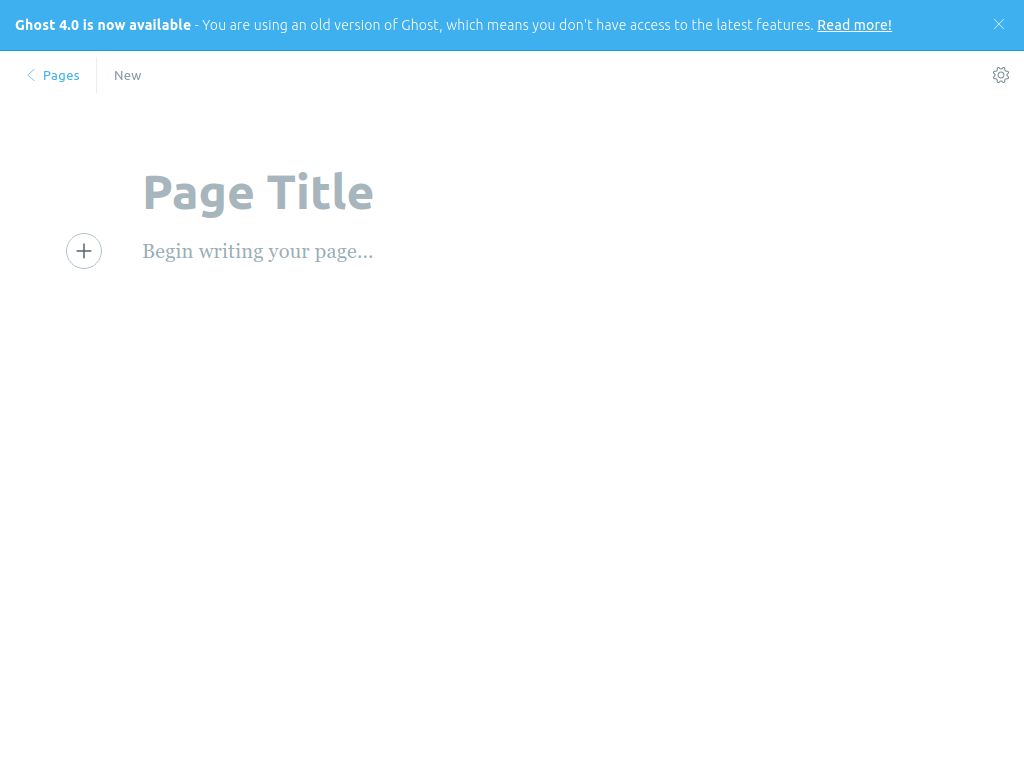 Ghost 4.0 is now available - You are using an old version of Ghost, which means you don't have access to the latest features. Read more!
Pages
New
Page Title
Begin writing your page...